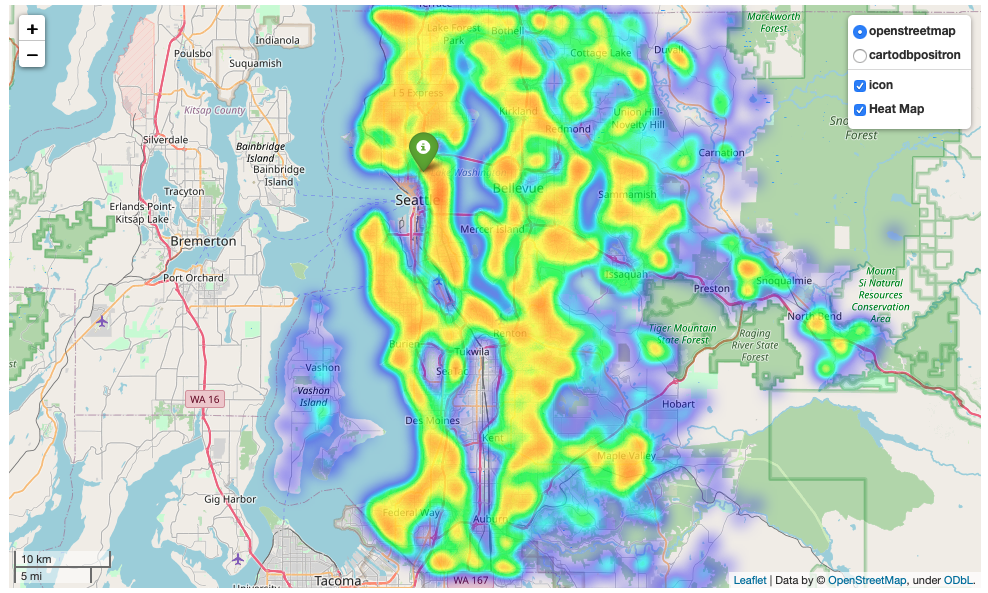 +
−
Terrace
Lake Forest
Park
Bothell
Indianola
Poulsbo
Suquamish
Cottage Lake
Duvall
Marckworth
Forest
openstreetmap
cartodbpositron
icon
Heat Map
I 5 Express
Kitsap County
Kirkland
Redmond
Union Hill-
Novelty Hill
Forest
Silverdale
Bainbridge
Island
Bainbridge
Island
Carnation
Tracyton
Seattle
Bellevue
Sammamish
Erlands Point-
Kitsap Lake
Mercer Island
Bremerton
Port Orchard
Issaquah
Preston
Snoqualmie
Mount
Si Natural
Resources
Conservation
Area
North Bend
Renton
Tiger Mountain
State Forest
Raging
River State
Forest
Burien
Tukwila
SeaTac
Vashon
Vashon
Island
WA 16
Hobart
Des Moines
Kent
Maple Valley
Gig Harbor
Federal Way
Auburn
10 km
5 mi
Tacoma
WA 167
Leaflet | Data by © OpenStreetMap, under ODbL.